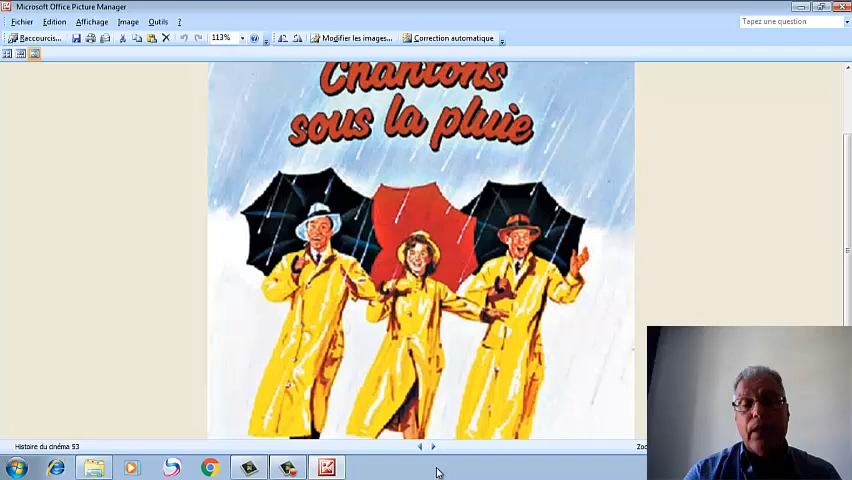 Microsoft Office Picture Manager
Fichier Edition Affichage Image Outils ?
Tapez une question
Raccourcis... 113% Modifier les images... Correction automatique
Chantons
sous la pluie
Histoire du cinéma 53